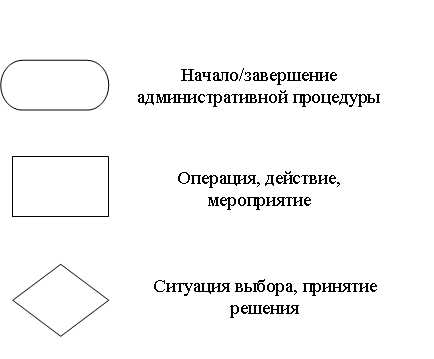 Начало/завершение
административной процедуры
Операция, действие,
мероприятие
Ситуация выбора, принятие
решения